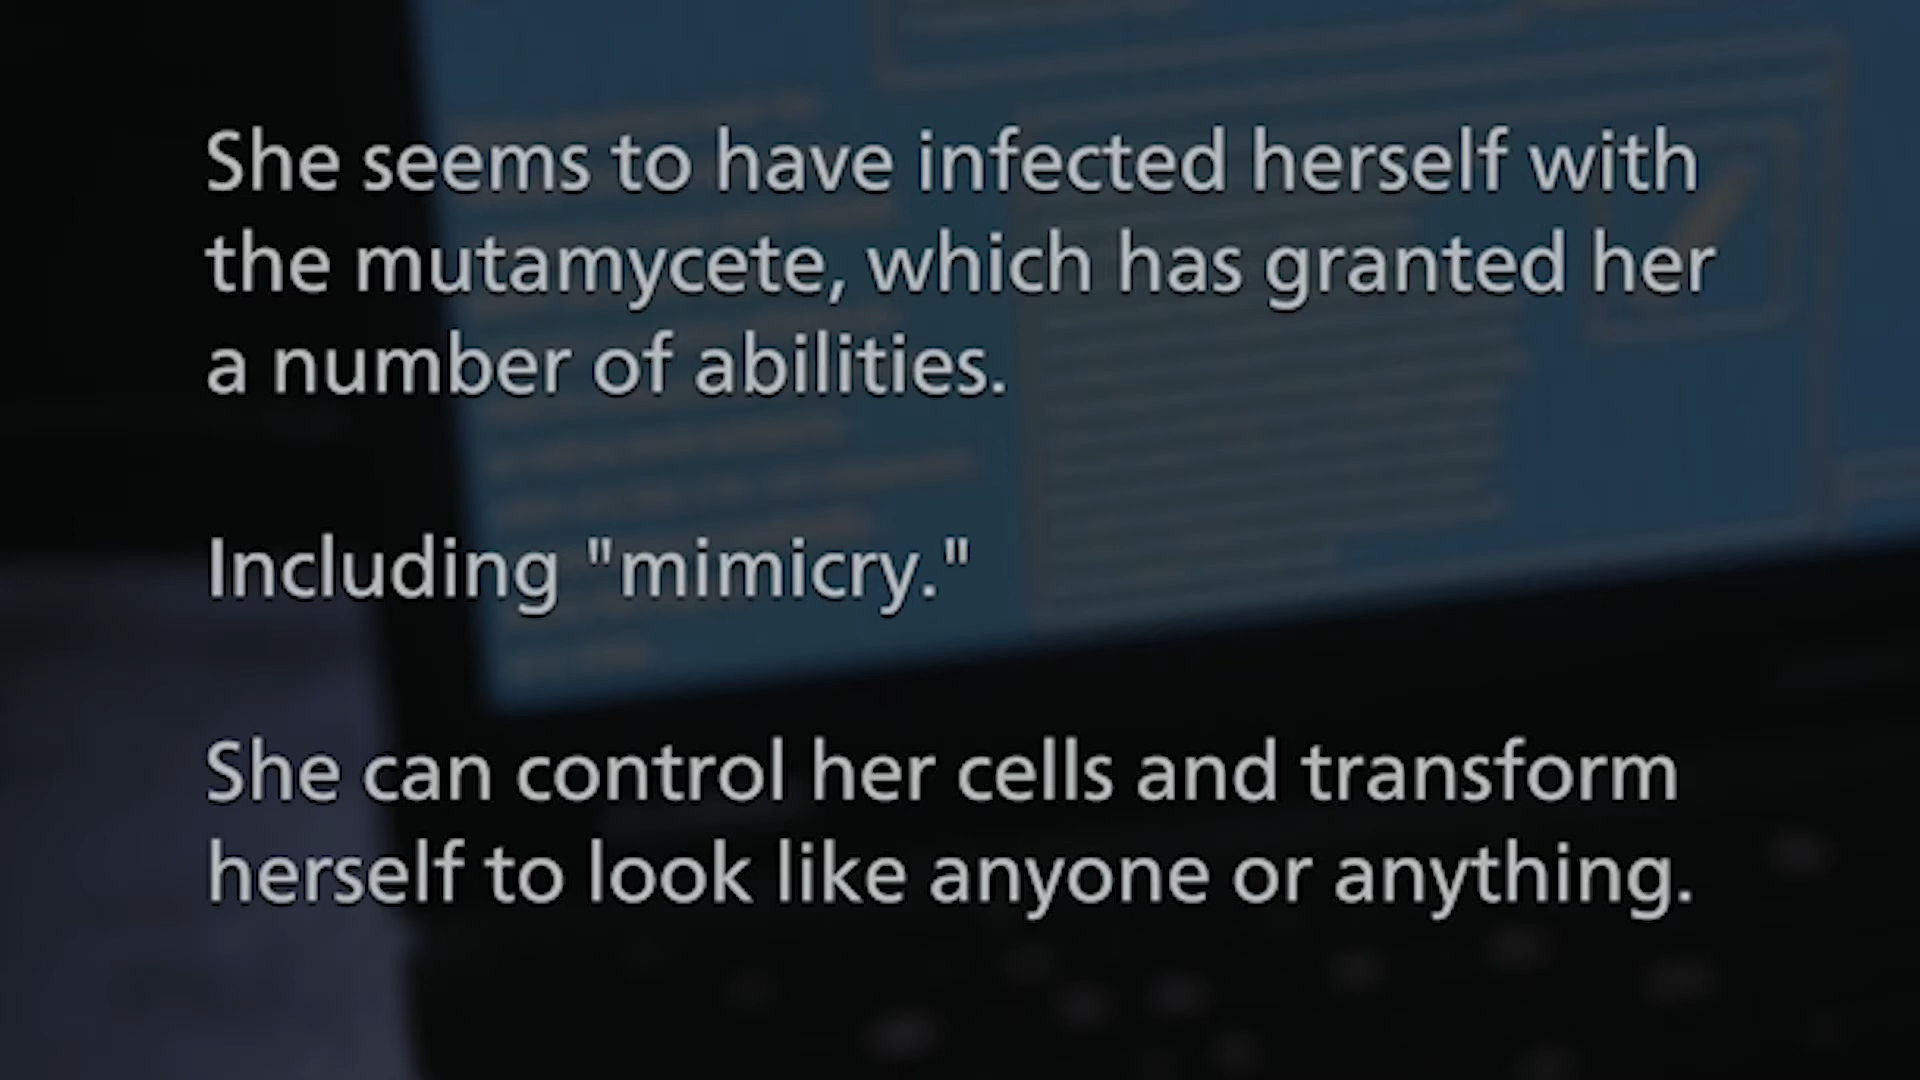 She seems to have infected herself with
the mutamycete, which has granted her
a number of abilities.
Including "mimicry."
She can control her cells and transform
herself to look like anyone or anything.